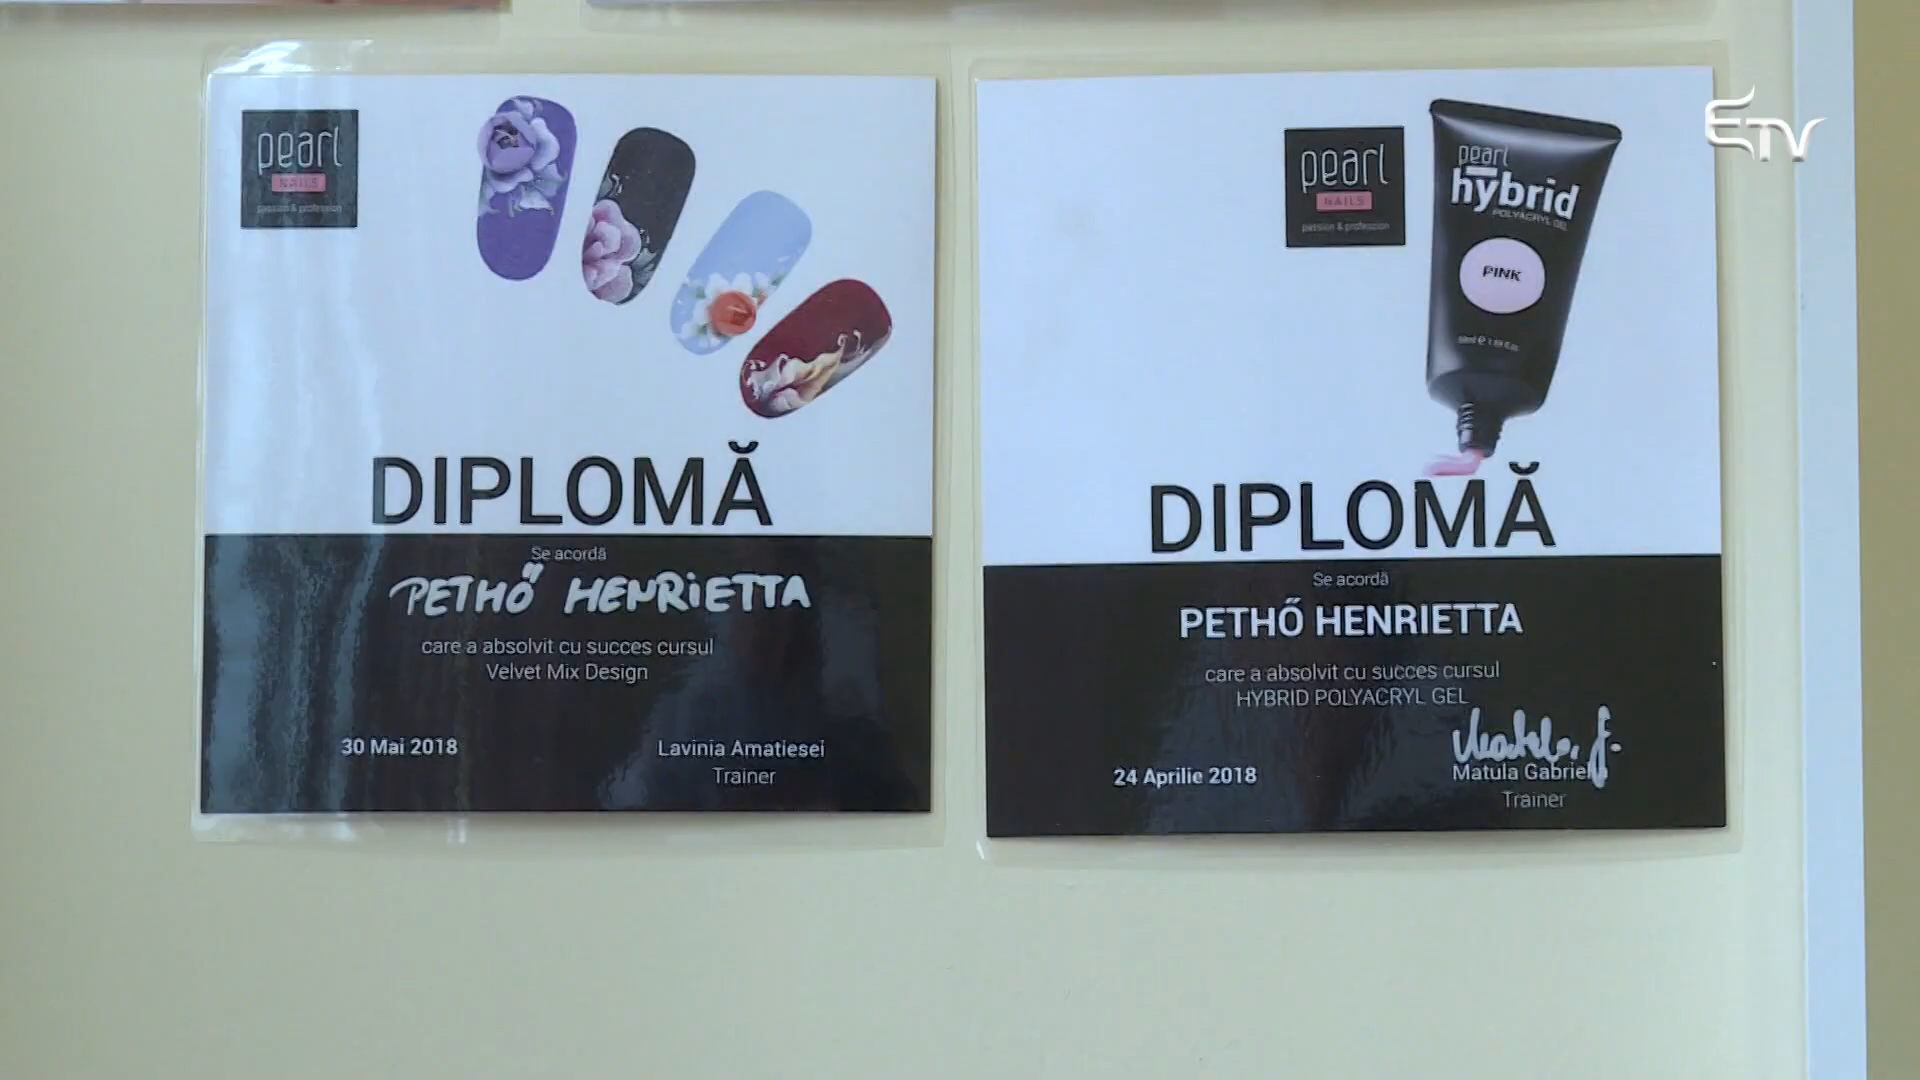 pearl
NAILS
passion & profession
DIPLOMĂ
Se acordă
PETHŐ HENRIETTA
care a absolvit cu succes cursul
Velvet Mix Design
30 Mai 2018
Lavinia Amatiesei
Trainer
pearl
NAILS
passion & profession
pearl
hybrid
POLYACRYL GEL
PINK
DIPLOMĂ
Se acordă
PETHŐ HENRIETTA
care a absolvit cu succes cursul
HYBRID POLYACRYL GEL
24 Aprilie 2018
Matula Gabriella
Trainer
ETV